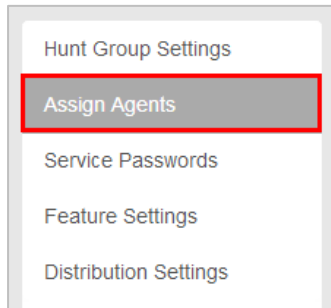 Hunt Group Settings
Assign Agents
Service Passwords
Feature Settings
Distribution Settings